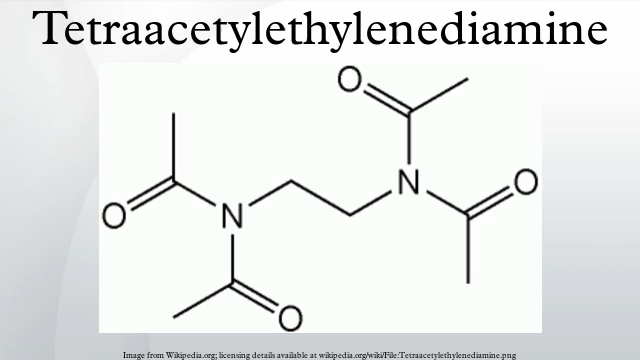 Tetraacetylethylenediamine
O
O
N
N
O
O
Image from Wikipedia.org; licensing details available at wikipedia.org/wiki/File:Tetraacetylethylenediamine.png